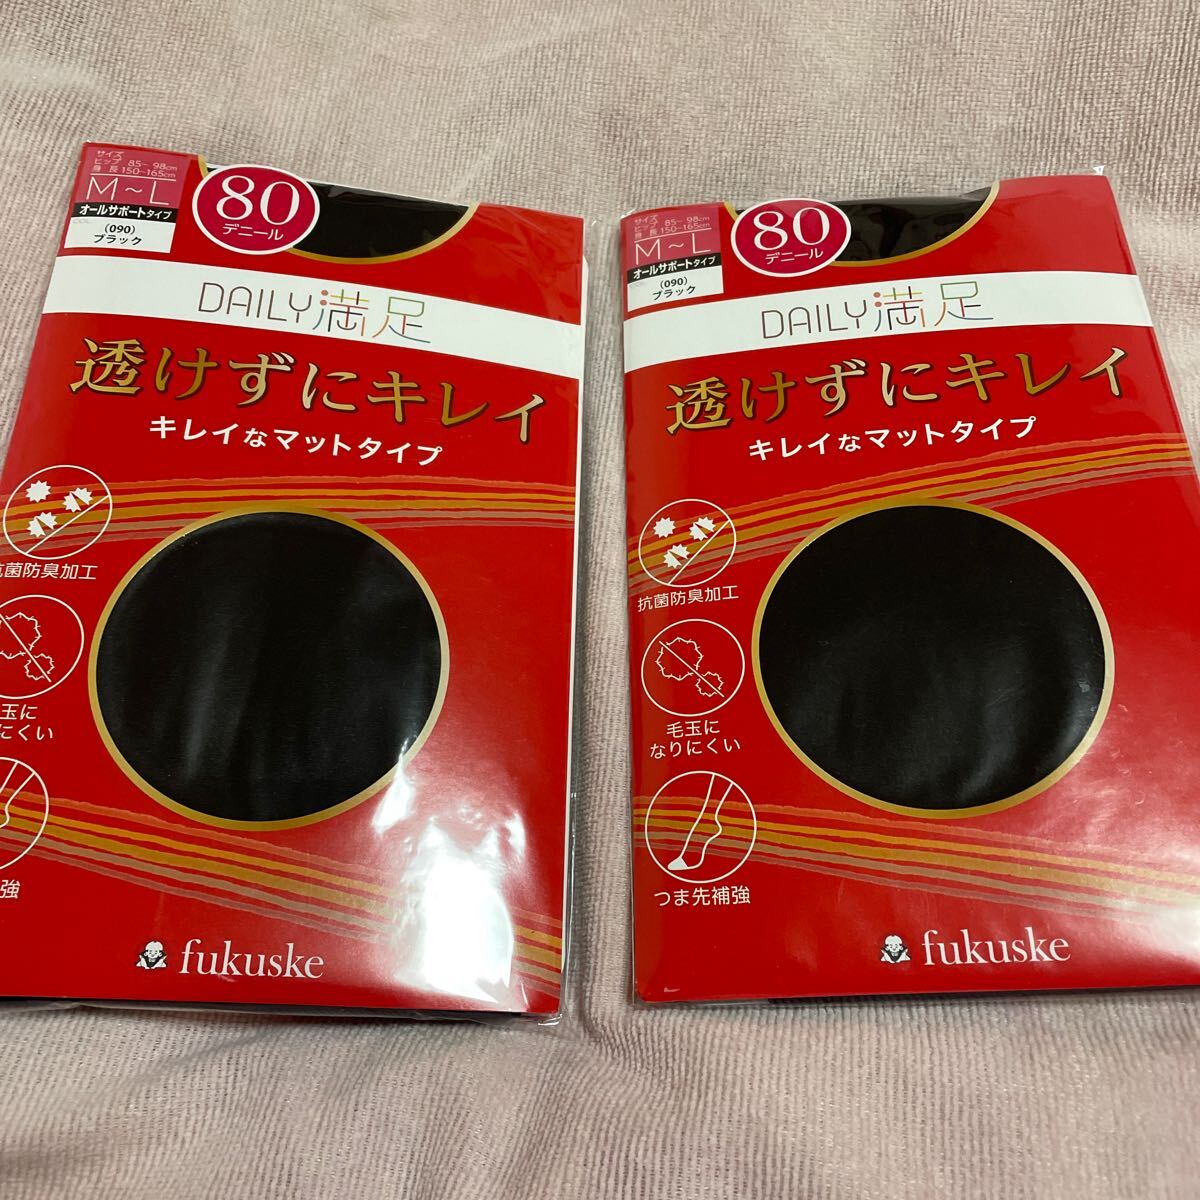 サイズ
ヒップ 85～98cm
身長 150～165cm
M～L
オールサポートタイプ
(090)
ブラック
80
デニール
DAILY満足
透けずにキレイ
キレイなマットタイプ
抗菌防臭加工
玉に
にくい
強
fukuske
サイズ
ヒップ 85～98cm
身長 150～165cm
M～L
オールサポートタイプ
(090)
ブラック
80
デニール
DAILY満足
透けずにキレイ
キレイなマットタイプ
抗菌防臭加工
毛玉に
なりにくい
つま先補強
fukuske